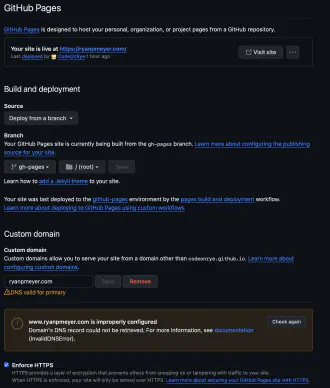 GitHub Pages
GitHub Pages is designed to host your personal, organization, or project pages from a GitHub repository.
Your site is live at https://ryanpmeyer.com/
Last deployed by CodeOnRye 1 hour ago
Visit site
Build and deployment
Source
Deploy from a branch
Branch
Your GitHub Pages site is currently being built from the gh-pages branch. Learn more about configuring the publishing
source for your site.
gh-pages
/ (root)
Save
Learn how to add a Jekyll theme to your site.
Your site was last deployed to the github-pages environment by the pages build and deployment workflow.
Learn more about deploying to GitHub Pages using custom workflows
Custom domain
Custom domain
Custom domains allow you to serve your site from a domain other than codeonrye.github.io. Learn more about
configuring custom domains.
ryanpmeyer.com
Save
Remove
DNS valid for primary
www.ryanpmeyer.com is improperly configured
Domain's DNS record could not be retrieved. For more information, see documentation
(InvalidDNSError).
Check again
Enforce HTTPS
HTTPS provides a layer of encryption that prevents others from snooping on or tampering with traffic to your site.
When HTTPS is enforced, your site will only be served over HTTPS. Learn more about securing your GitHub Pages site with HTTPS.